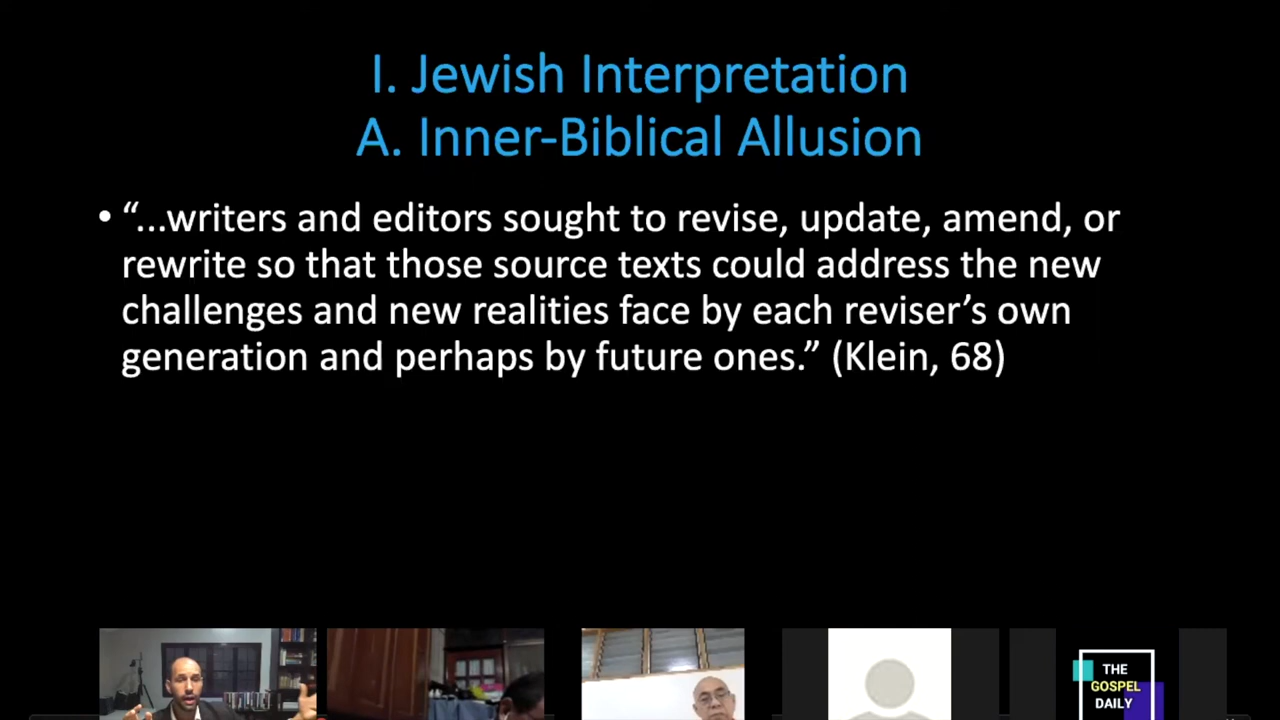 I. Jewish Interpretation
A. Inner-Biblical Allusion
• “...writers and editors sought to revise, update, amend, or
rewrite so that those source texts could address the new
challenges and new realities face by each reviser’s own
generation and perhaps by future ones.” (Klein, 68)
THE
GOSPEL
DAILY